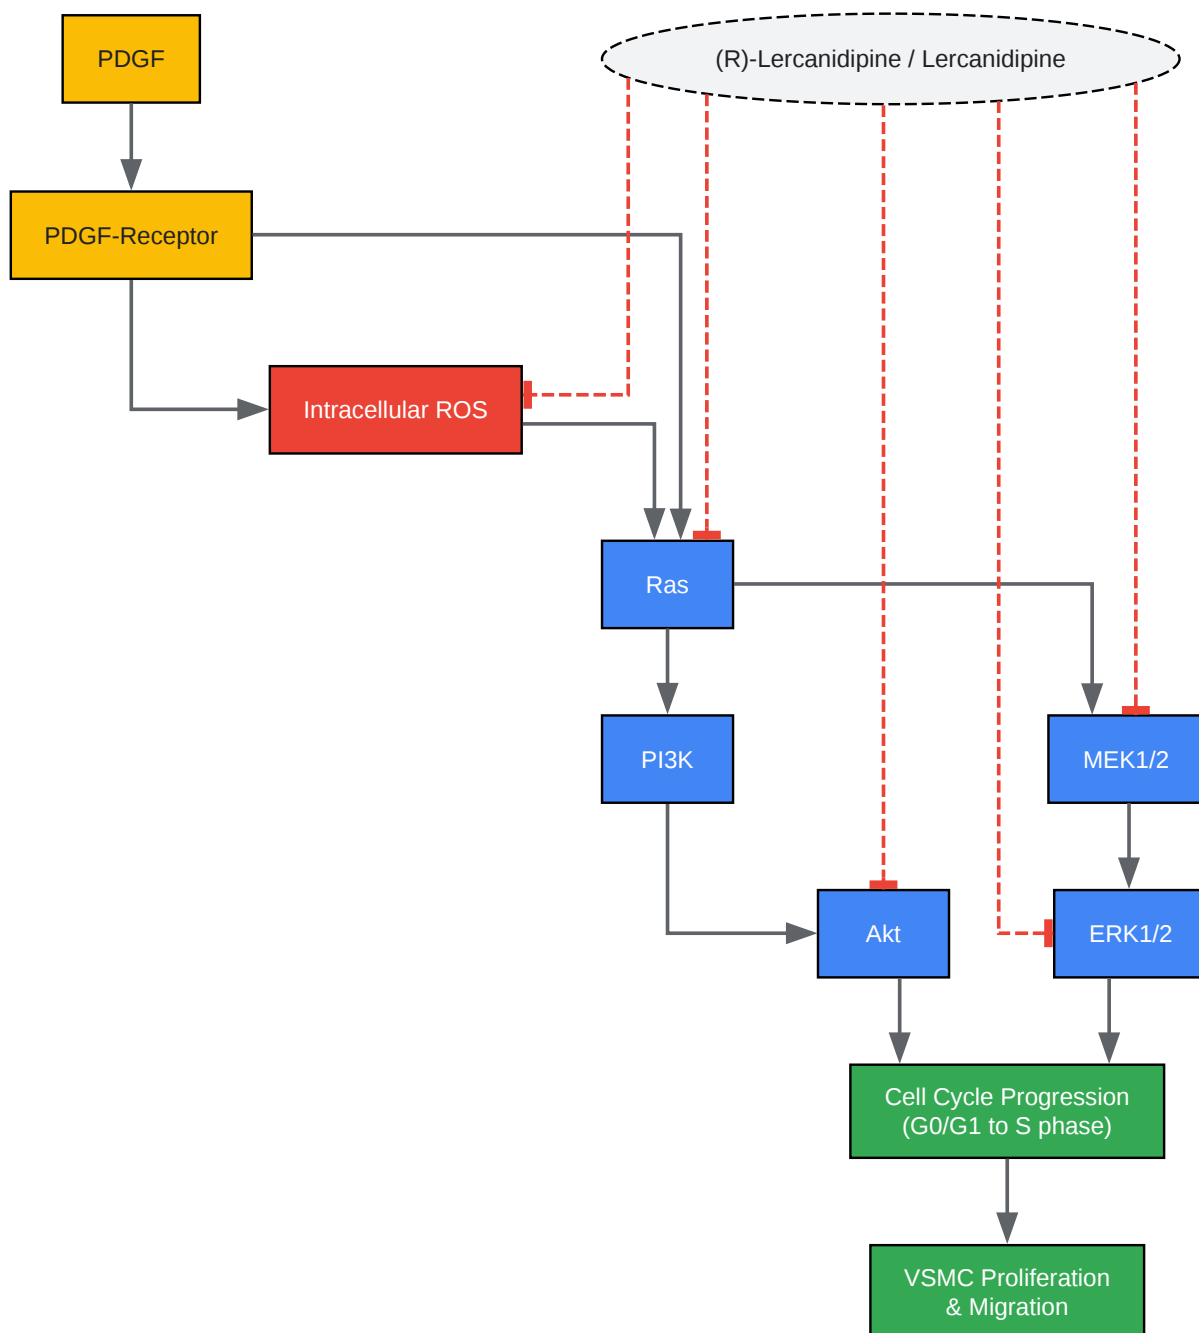 PDGF
(R)-Lercanidipine / Lercanidipine
PDGF-Receptor
Intracellular ROS
Ras
PI3K
MEK1/2
Akt
ERK1/2
Cell Cycle Progression
(G0/G1 to S phase)
VSMC Proliferation
& Migration